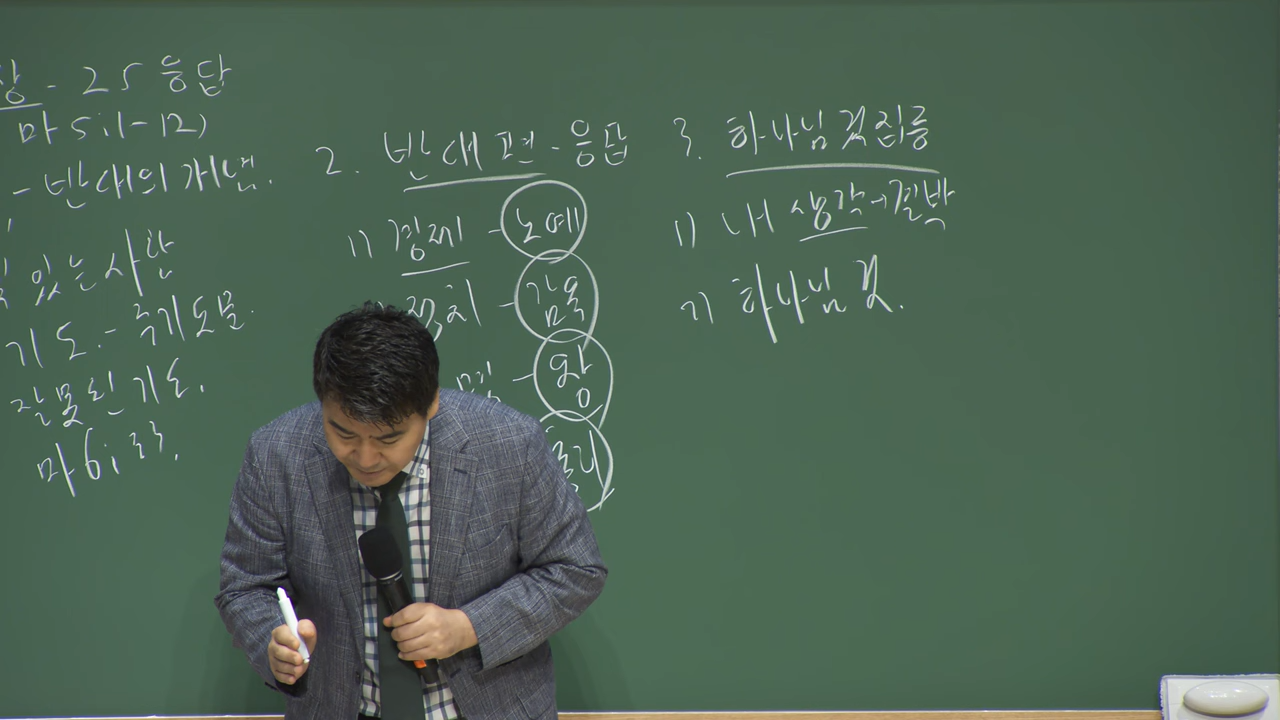 - 25 응답
마5:1-12)
- 반대의 개념.
있는 사람
기도 - 축기도문.
잘못된 기도.
마6:33.
2. 반대편 - 응답
1) 경제 - 노예
정치 - 감옥
- 왕
3. 하나님 것 집중
1) 내 생각→결박
2) 하나님 것.